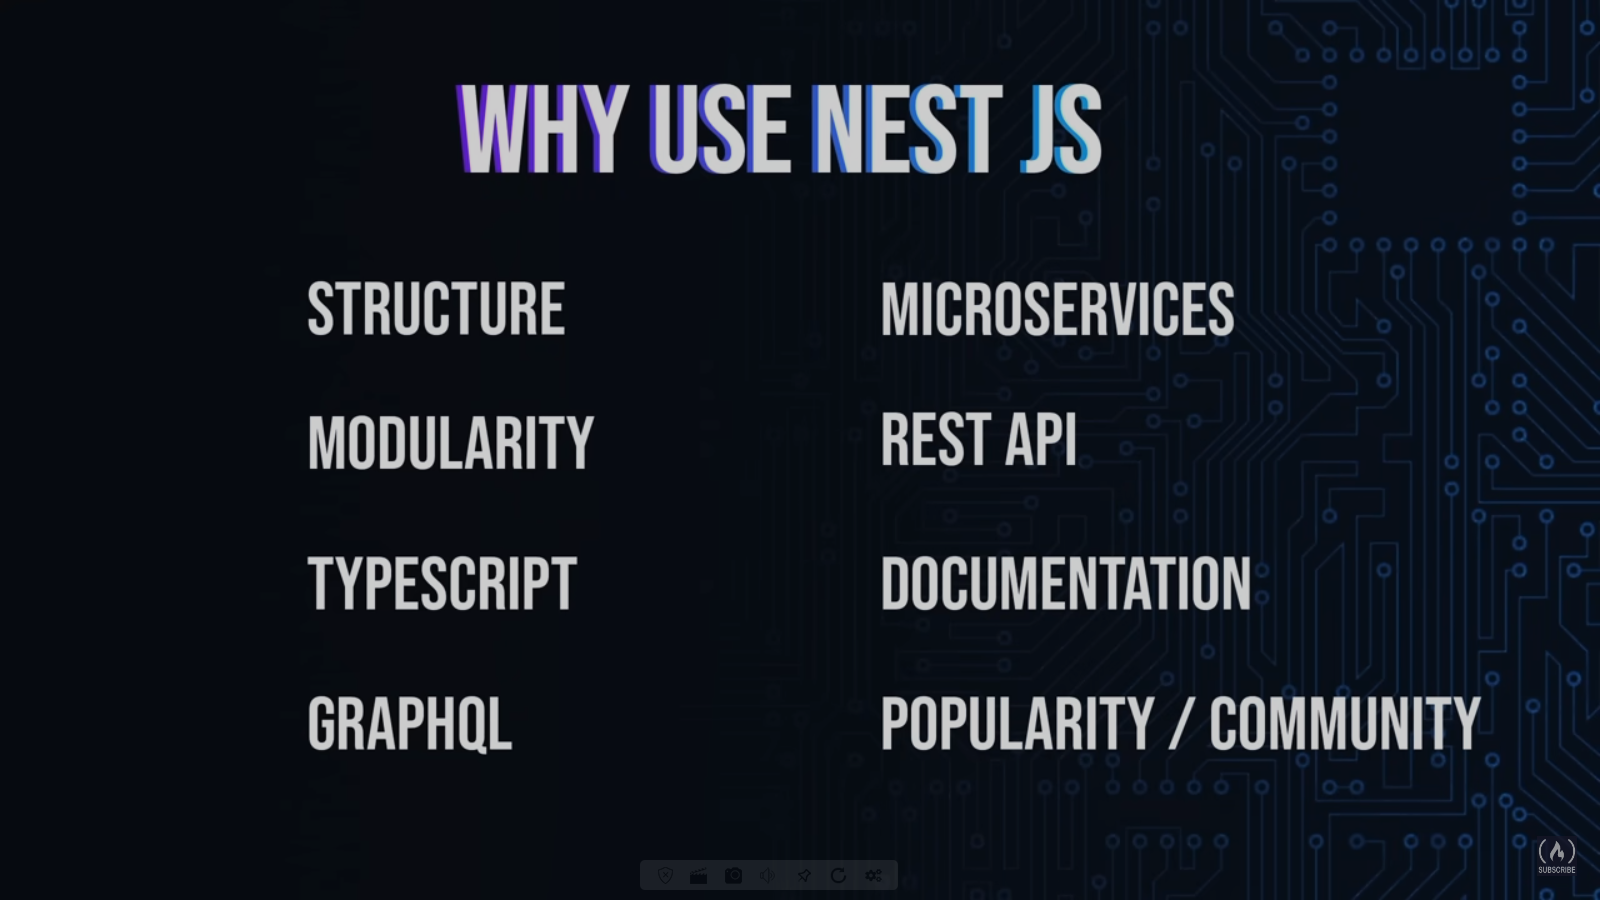 WHY USE NEST JS
STRUCTURE
MODULARITY
TYPESCRIPT
GRAPHQL
MICROSERVICES
REST API
DOCUMENTATION
POPULARITY / COMMUNITY
SUBSCRIBE